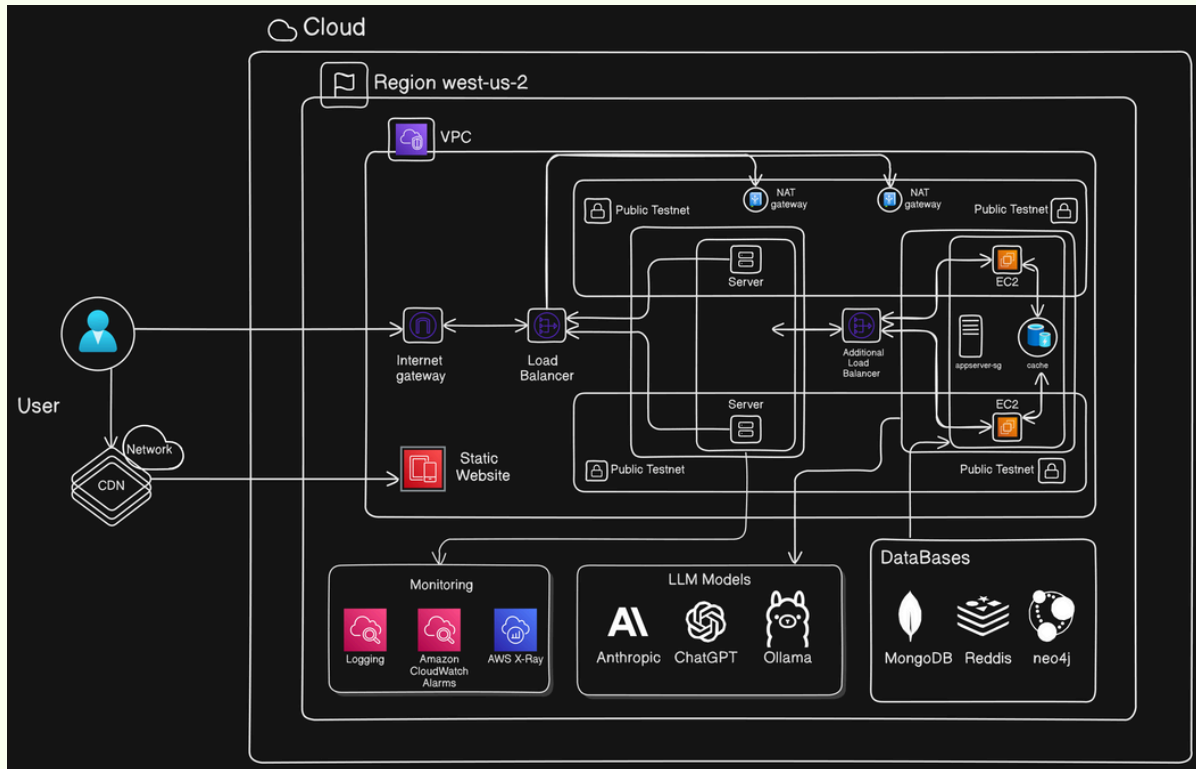 Cloud
Region west-us-2
VPC
NAT
gateway
NAT
gateway
Public Testnet
Public Testnet
Server
EC2
User
Internet
gateway
Load
Balancer
Additional
Load
Balancer
appserver-sg
cache
Server
EC2
Network
CDN
Static
Website
Public Testnet
Public Testnet
Monitoring
Logging
Amazon
CloudWatch
Alarms
AWS X-Ray
LLM Models
Anthropic
ChatGPT
Ollama
DataBases
MongoDB
Reddis
neo4j